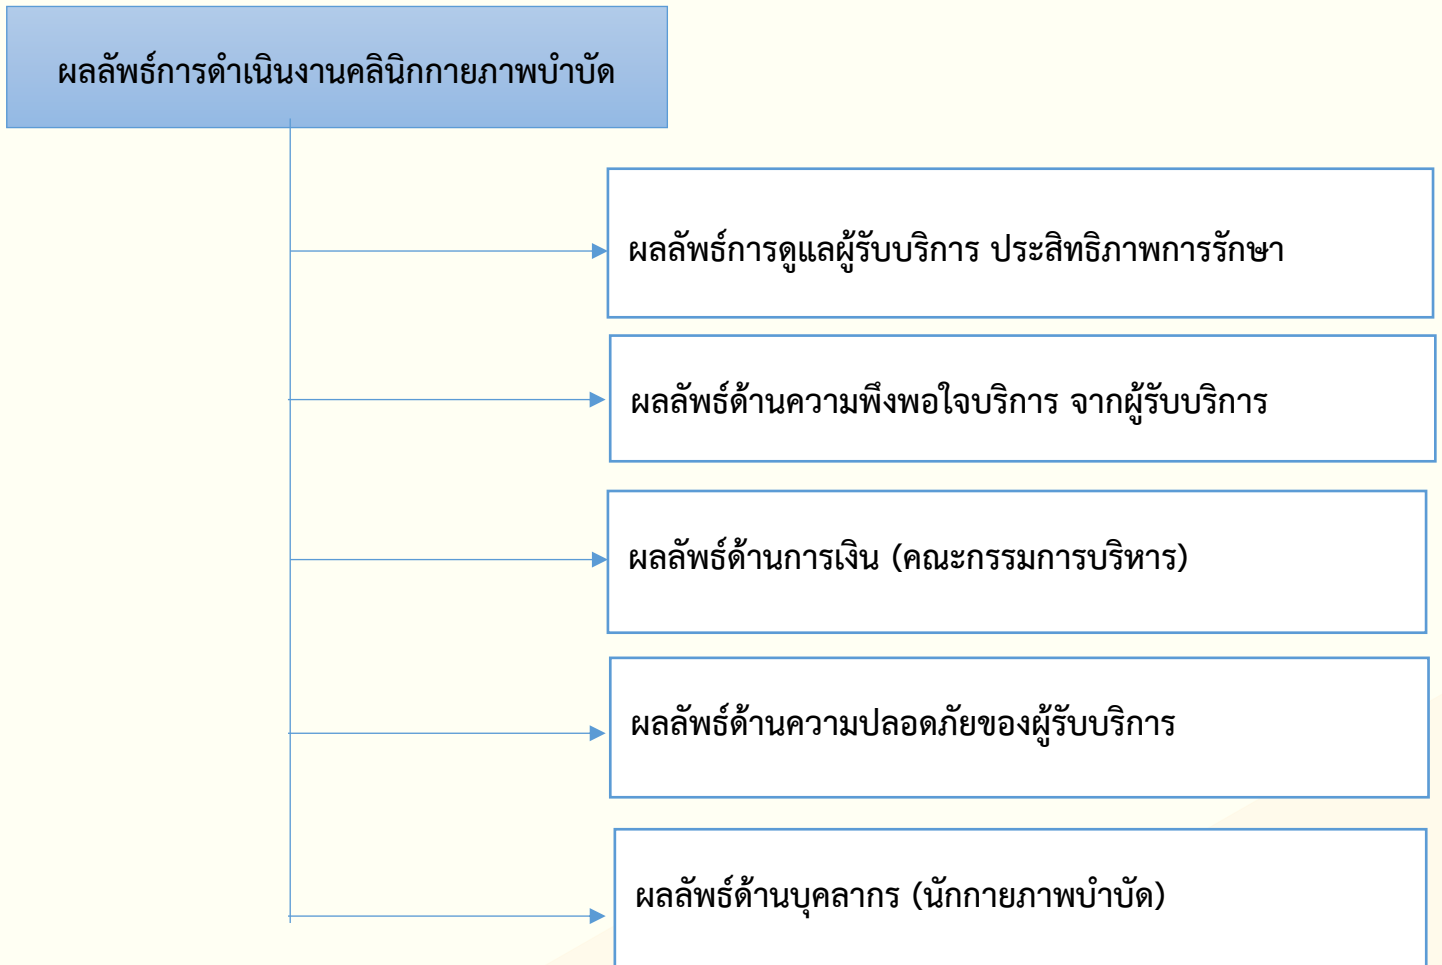 ผลลัพธ์การดำเนินงานคลินิกกายภาพบำบัด
ผลลัพธ์การดูแลผู้รับบริการ ประสิทธิภาพการรักษา
ผลลัพธ์ด้านความพึงพอใจบริการ จากผู้รับบริการ
ผลลัพธ์ด้านการเงิน (คณะกรรมการบริหาร)
ผลลัพธ์ด้านความปลอดภัยของผู้รับบริการ
ผลลัพธ์ด้านบุคลากร (นักกายภาพบำบัด)